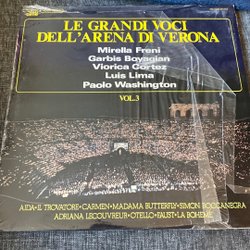 LE GRANDI VOCI
DELL'ARENA DI VERONA
Mirella Freni
Garbis Boyagian
Viorica Cortez
Luis Lima
Paolo Washington
VOL.3
AIDA•IL TROVATORE•CARMEN•MADAMA BUTTERFLY•SIMON BOCCANEGRA
ADRIANA LECOUVREUR•OTELLO•FAUST•LA BOHEME